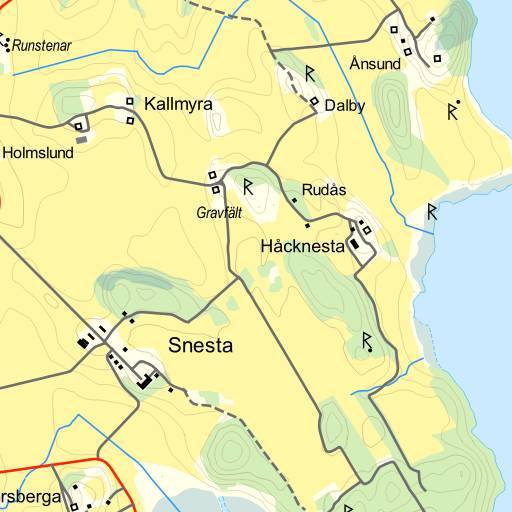 Runstenar
Ånsund
Kallmyra
Dalby
Holmslund
Rudås
Gravfält
Håcknesta
Snesta
rsberga